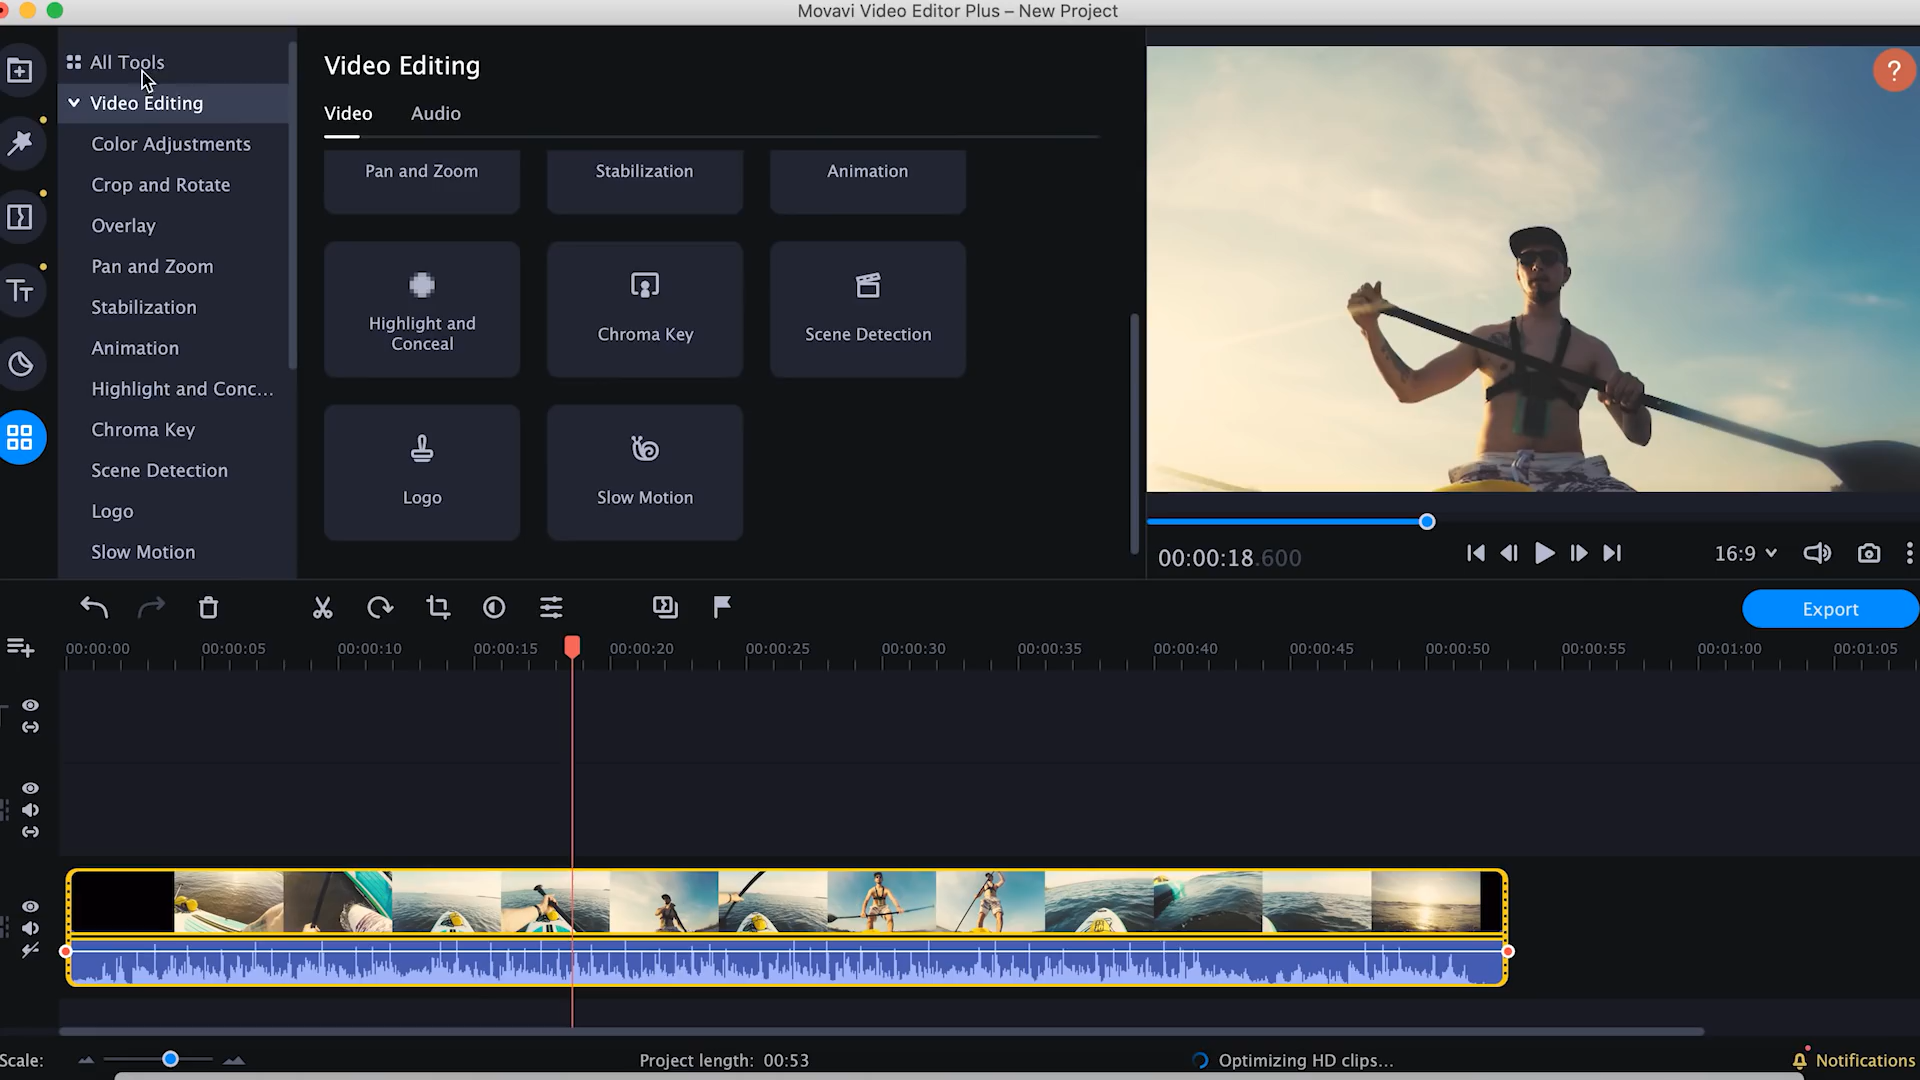 Movavi Video Editor Plus – New Project
All Tools
Video Editing
Color Adjustments
Crop and Rotate
Overlay
Pan and Zoom
Stabilization
Animation
Highlight and Conc...
Chroma Key
Scene Detection
Logo
Slow Motion
Video Editing
Video Audio
Pan and Zoom
Stabilization
Animation
Highlight and
Conceal
Chroma Key
Scene Detection
Logo
Slow Motion
?
00:00:18.600
16:9
TT
Export
00:00:00 00:00:05 00:00:10 00:00:15 00:00:20 00:00:25 00:00:30 00:00:35 00:00:40 00:00:45 00:00:50 00:00:55 00:01:00 00:01:05
Scale:
Project length: 00:53
Optimizing HD clips...
Notifications